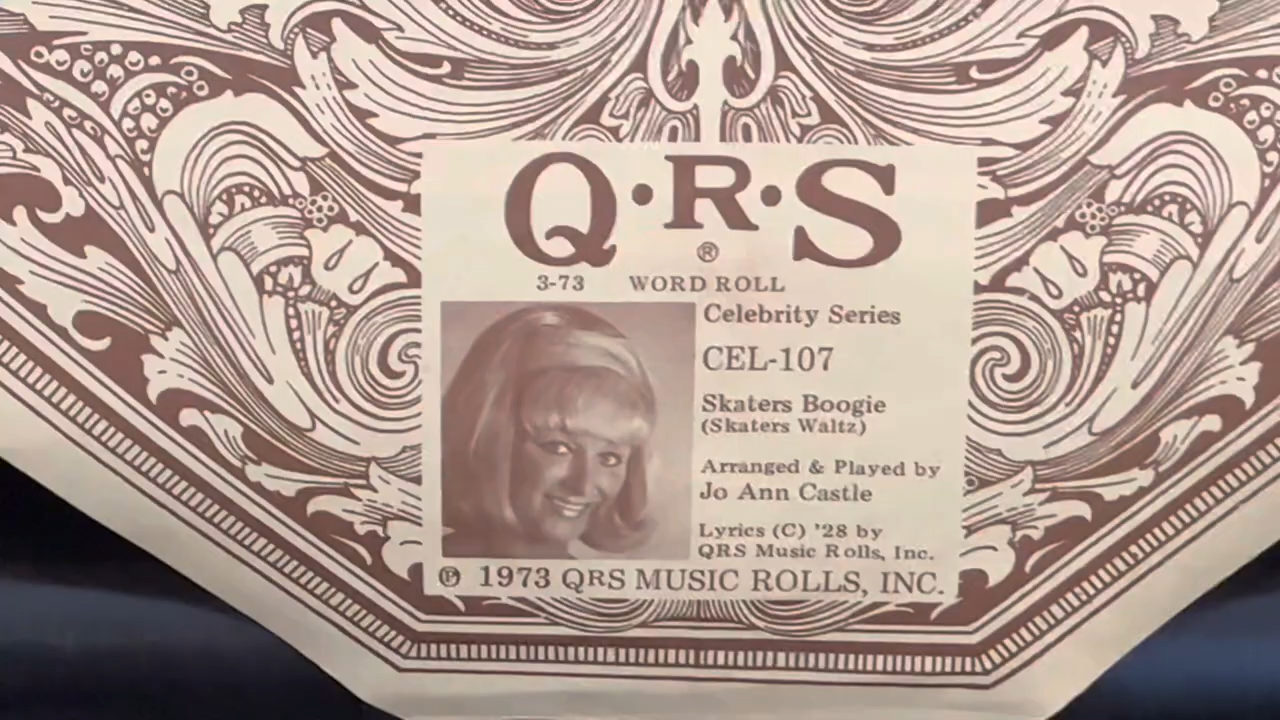 Q·R·S
®
3-73 WORD ROLL
Celebrity Series
CEL-107
Skaters Boogie
(Skaters Waltz)
Arranged & Played by
Jo Ann Castle
Lyrics (C) '28 by
QRS Music Rolls, Inc.
℗ 1973 QRS MUSIC ROLLS, INC.